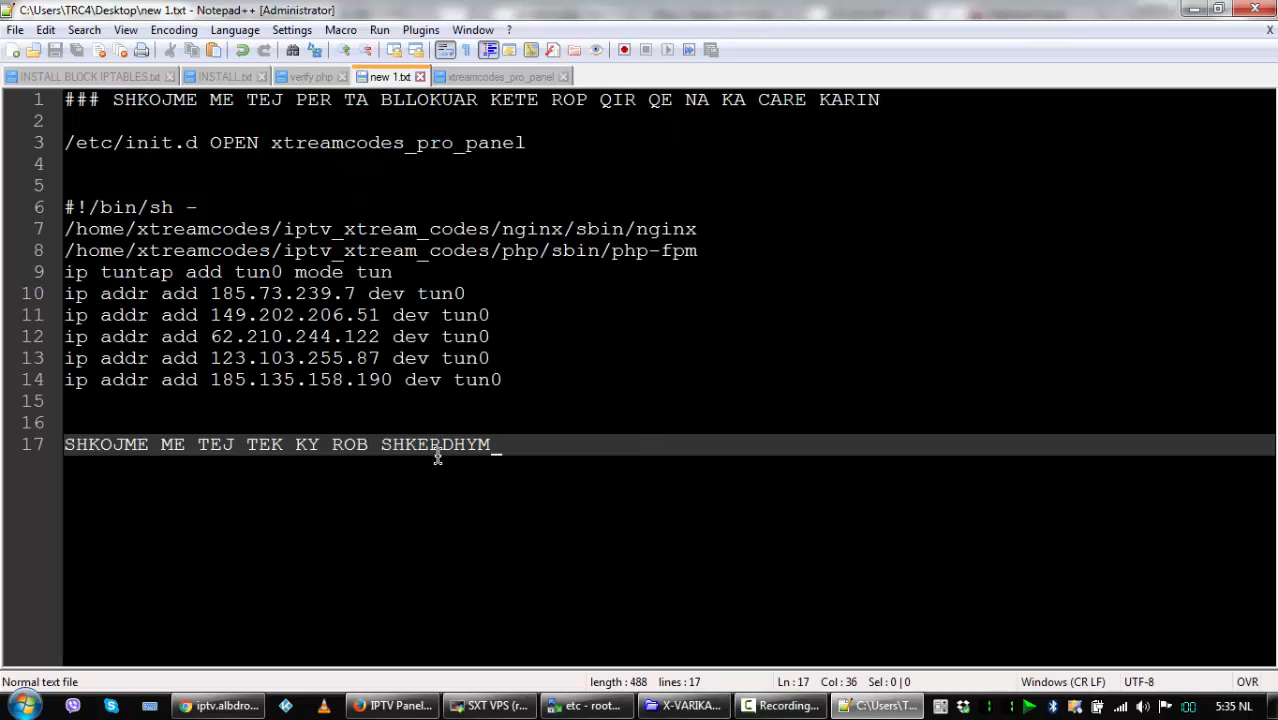 C:\Users\TRC4\Desktop\new 1.txt - Notepad++ [Administrator]
File Edit Search View Encoding Language Settings Macro Run Plugins Window ? X
INSTALL BLOCK IPTABLES.txt INSTALL.txt verify.php new 1.txt xtreamcodes_pro_panel
1 ### SHKOJME ME TEJ PER TA BLLOKUAR KETE ROP QIR QE NA KA CARE KARIN
2
3 /etc/init.d OPEN xtreamcodes_pro_panel
4
5
6 #!/bin/sh -
7 /home/xtreamcodes/iptv_xtream_codes/nginx/sbin/nginx
8 /home/xtreamcodes/iptv_xtream_codes/php/sbin/php-fpm
9 ip tuntap add tun0 mode tun
10 ip addr add 185.73.239.7 dev tun0
11 ip addr add 149.202.206.51 dev tun0
12 ip addr add 62.210.244.122 dev tun0
13 ip addr add 123.103.255.87 dev tun0
14 ip addr add 185.135.158.190 dev tun0
15
16
17 SHKOJME ME TEJ TEK KY ROB SHKERDHYM_
Normal text file length : 488 lines : 17 Ln : 17 Col : 36 Sel : 0 | 0 Windows (CR LF) UTF-8 OVR
iptv.albdro... IPTV Panel... SXT VPS (r... etc - root... X-VARIKA... Recording... C:\Users\T... 5:35 NL